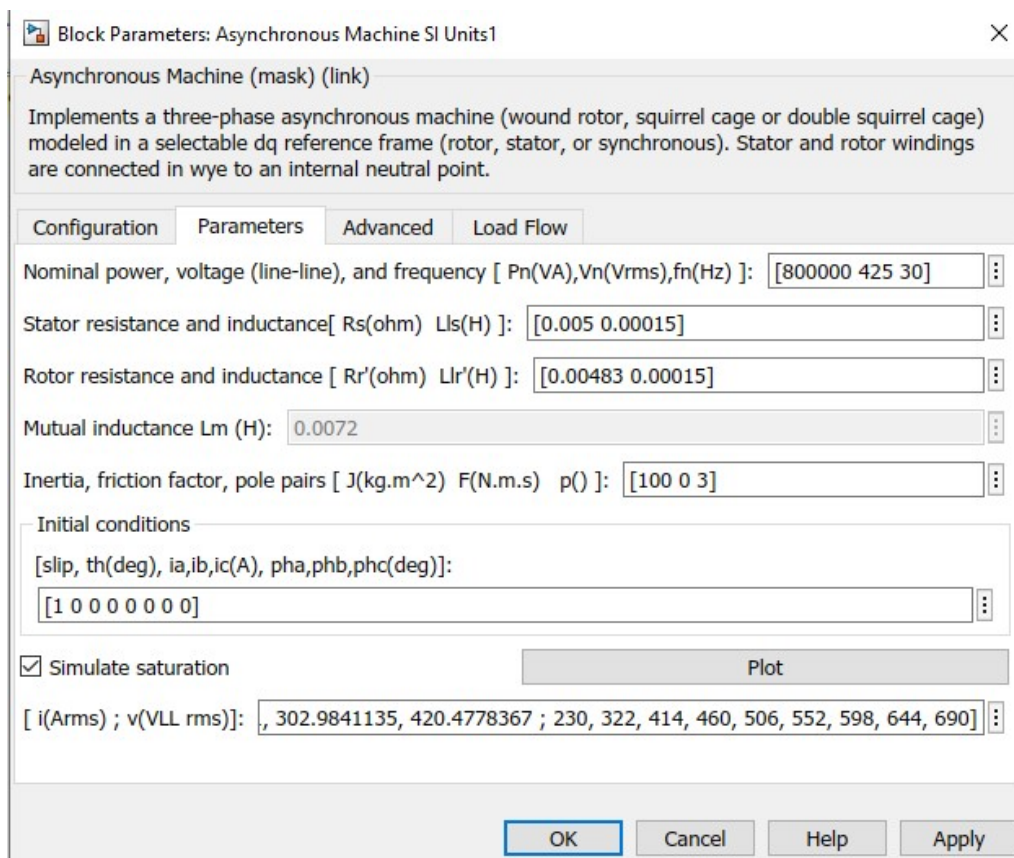 Block Parameters: Asynchronous Machine SI Units1
Asynchronous Machine (mask) (link)
Implements a three-phase asynchronous machine (wound rotor, squirrel cage or double squirrel cage)
modeled in a selectable dq reference frame (rotor, stator, or synchronous). Stator and rotor windings
are connected in wye to an internal neutral point.
Configuration Parameters Advanced Load Flow
Nominal power, voltage (line-line), and frequency [ Pn(VA),Vn(Vrms),fn(Hz) ]: [800000 425 30]
Stator resistance and inductance[ Rs(ohm) Lls(H) ]: [0.005 0.00015]
Rotor resistance and inductance [ Rr'(ohm) Llr'(H) ]: [0.00483 0.00015]
Mutual inductance Lm (H): 0.0072
Inertia, friction factor, pole pairs [ J(kg.m^2) F(N.m.s) p() ]: [100 0 3]
Initial conditions
[slip, th(deg), ia,ib,ic(A), pha,phb,phc(deg)]:
[1 0 0 0 0 0 0 0]
Simulate saturation Plot
[ i(Arms) ; v(VLL rms)]: ., 302.9841135, 420.4778367 ; 230, 322, 414, 460, 506, 552, 598, 644, 690]
OK Cancel Help Apply